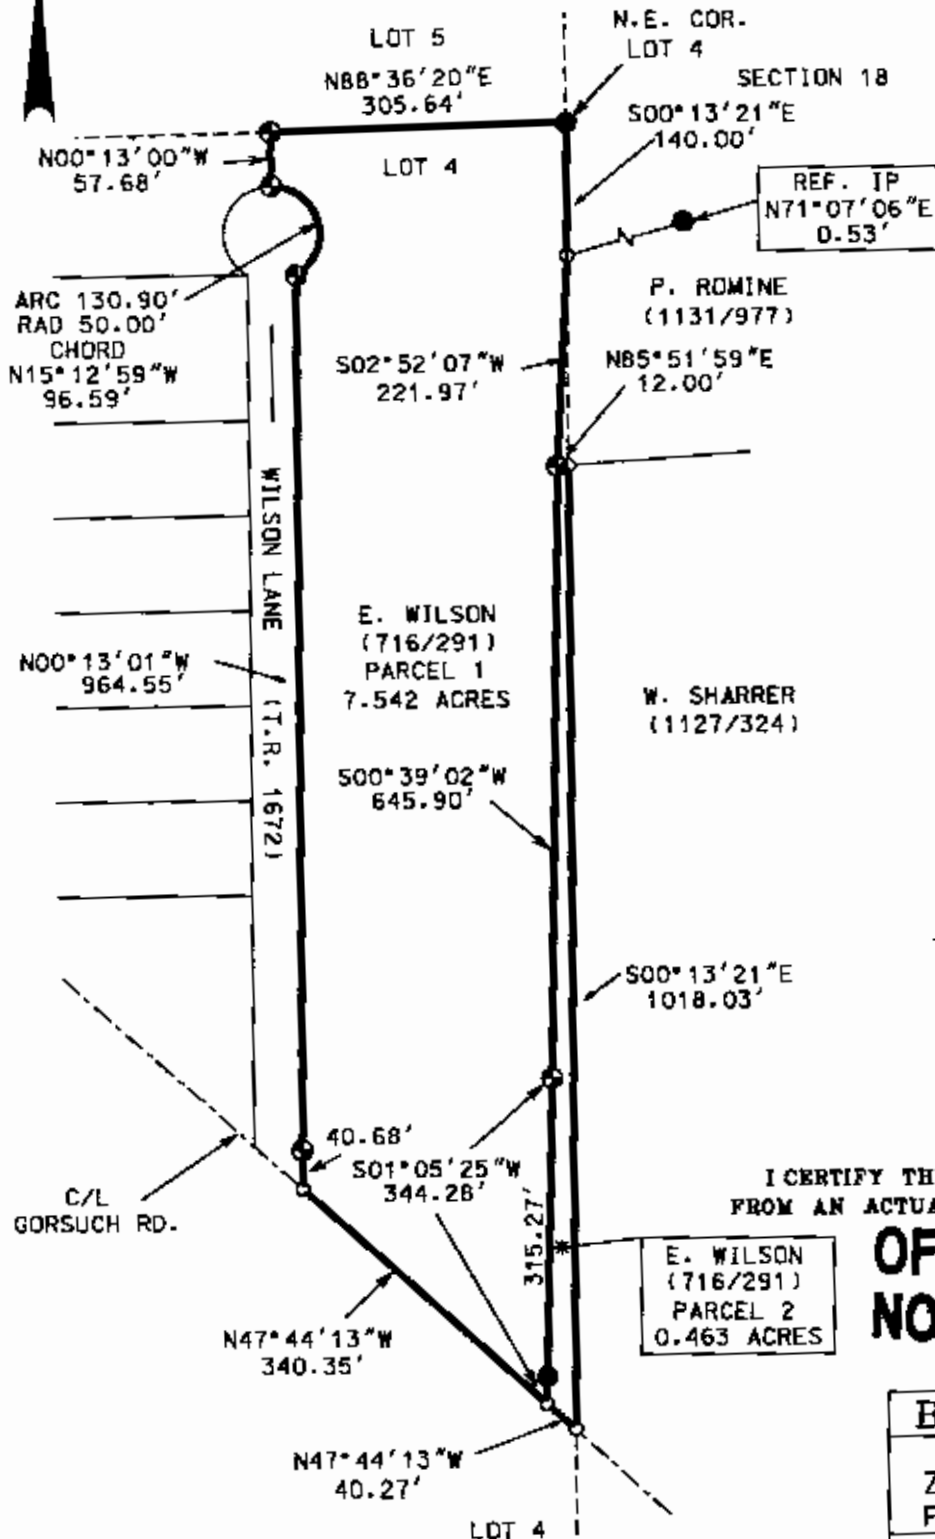 LOT 5
N.E. COR.
LOT 4
N88°36'20"E
305.64'
SECTION 18
S00°13'21"E
140.00'
N00°13'00"W
57.68'
LOT 4
REF. IP
N71°07'06"E
0.53'
ARC 130.90'
RAD 50.00'
CHORD
N15°12'59"W
96.59'
P. ROMINE
(1131/977)
S02°52'07"W
221.97'
N85°51'59"E
12.00'
WILSON LANE (T.R. 1672)
E. WILSON
(716/291)
PARCEL 1
7.542 ACRES
N00°13'01"W
964.55'
W. SHARRER
(1127/324)
S00°39'02"W
645.90'
S00°13'21"E
1018.03'
40.68'
S01°05'25"W
344.28'
C/L
GORSUCH RD.
315.27'
I CERTIFY TH
FROM AN ACTUA
OF
NO
E. WILSON
(716/291)
PARCEL 2
0.463 ACRES
N47°44'13"W
340.35'
N47°44'13"W
40.27'
LOT 4